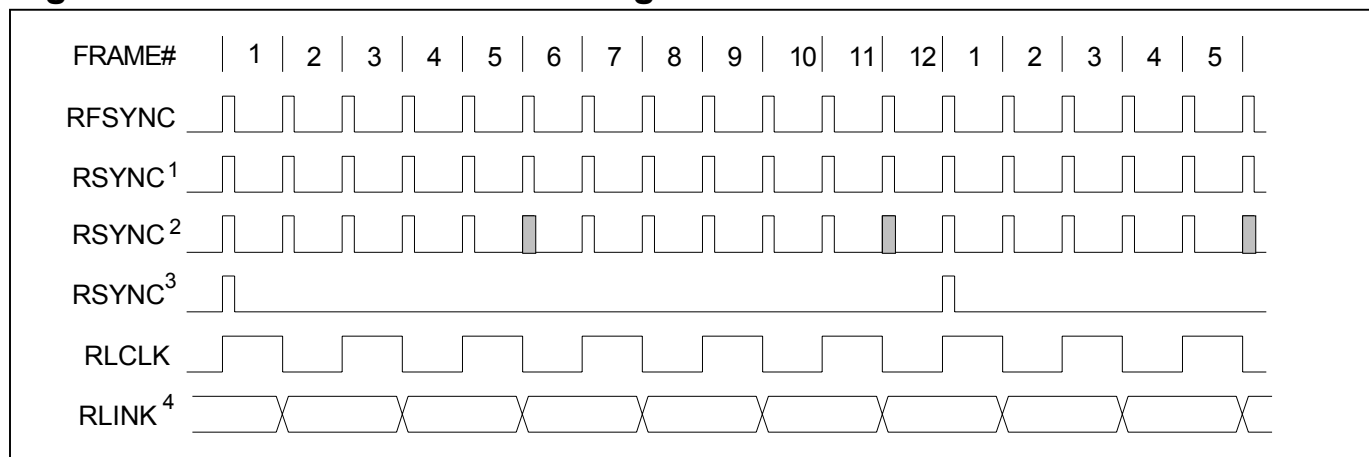 FRAME# 1 2 3 4 5 6 7 8 9 10 11 12 1 2 3 4 5
RFSYNC
RSYNC1
RSYNC2
RSYNC3
RLCLK
RLINK4